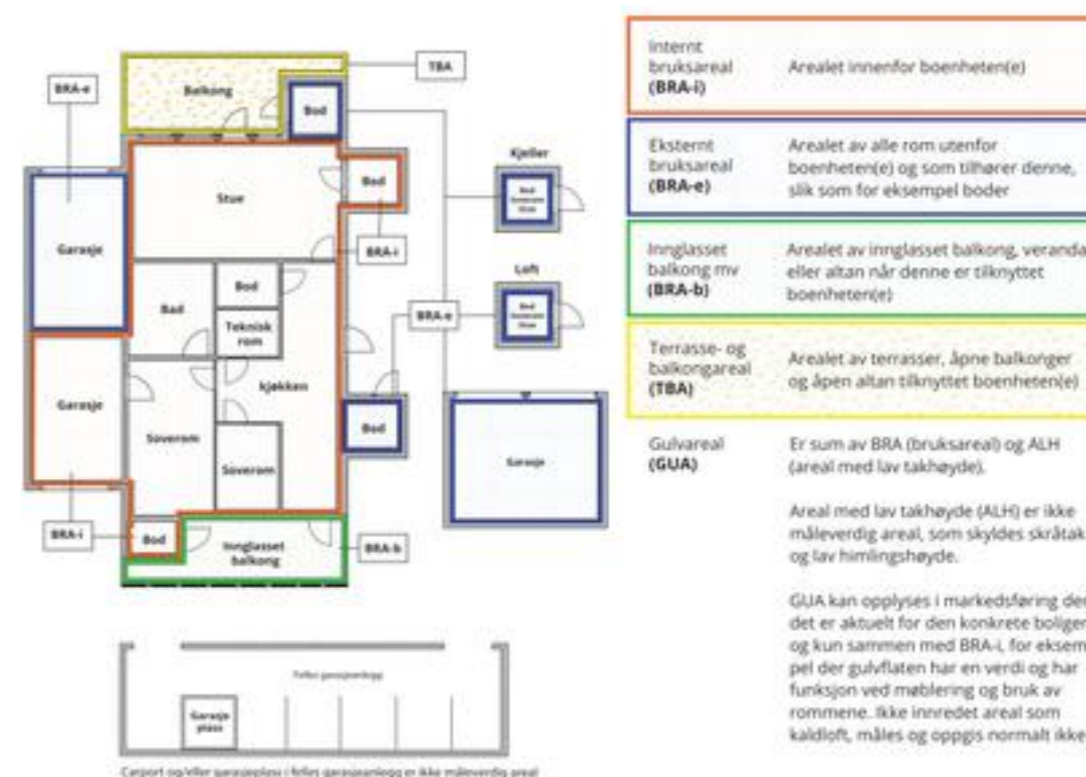 TBA
BRA-e
Balkong
Bod
Kjeller
Bod
Stue
BRA-i
Garasje
Loft
Bod
Bad
Teknisk
rom
BRA-e
kjøkken
Garasje
Soverom
Bod
Garasje
Soverom
BRA-i
Bod
Innglasset
balkong
BRA-b
Felles garasjeanlegg
Garasje
plass
Carport og/eller garasjeplass i felles garasjeanlegg er ikke måleverdig areal
Internt
bruksareal
(BRA-i)
Arealet innenfor boenheten(e)
Eksternt
bruksareal
(BRA-e)
Arealet av alle rom utenfor
boenheten(e) og som tilhører denne,
slik som for eksempel boder
Innglasset
balkong mv
(BRA-b)
Arealet av innglasset balkong, veranda
eller altan når denne er tilknyttet
boenheten(e)
Terrasse- og
balkongareal
(TBA)
Arealet av terrasser, åpne balkonger
og åpen altan tilknyttet boenheten(e)
Gulvareal
(GUA)
Er sum av BRA (bruksareal) og ALH
(areal med lav takhøyde).
Areal med lav takhøyde (ALH) er ikke
måleverdig areal, som skyldes skråtak
og lav himlingshøyde.
GUA kan opplyses i markedsføring der
det er aktuelt for den konkrete boligen
og kun sammen med BRA-i, for eksem
pel der gulvflaten har en verdi og har
funksjon ved møblering og bruk av
rommene. Ikke innredet areal som
kaldloft, måles og oppgis normalt ikke